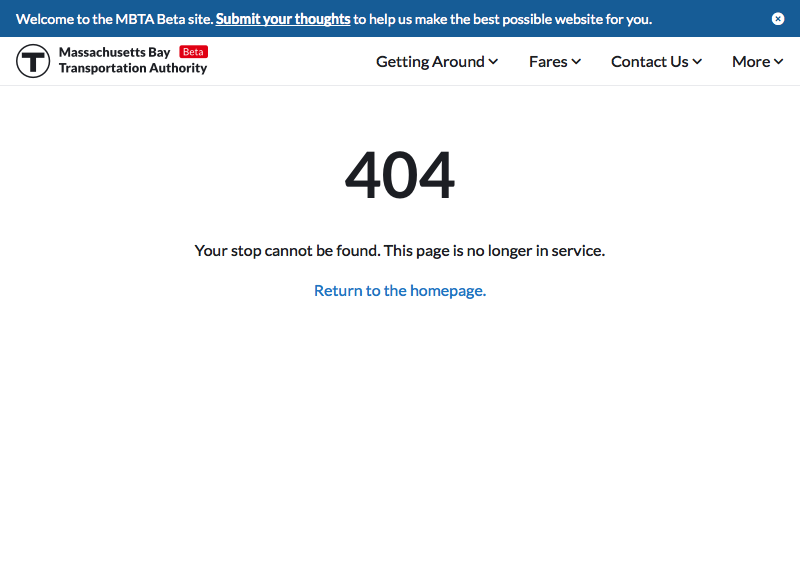 Welcome to the MBTA Beta site. Submit your thoughts to help us make the best possible website for you.
T
Massachusetts Bay Beta
Transportation Authority
Getting Around
Fares
Contact Us
More
404
Your stop cannot be found. This page is no longer in service.
Return to the homepage.